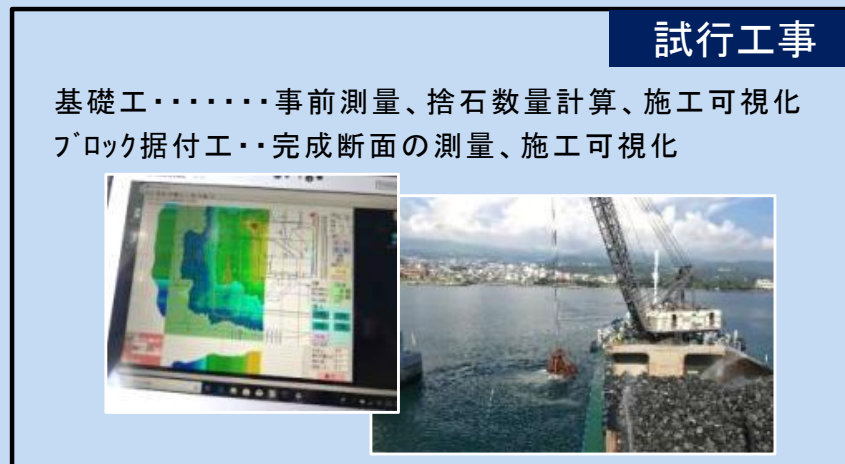 試行工事
基礎工・・・・・・・事前測量、捨石数量計算、施工可視化
ﾌﾞﾛｯｸ据付工・・完成断面の測量、施工可視化